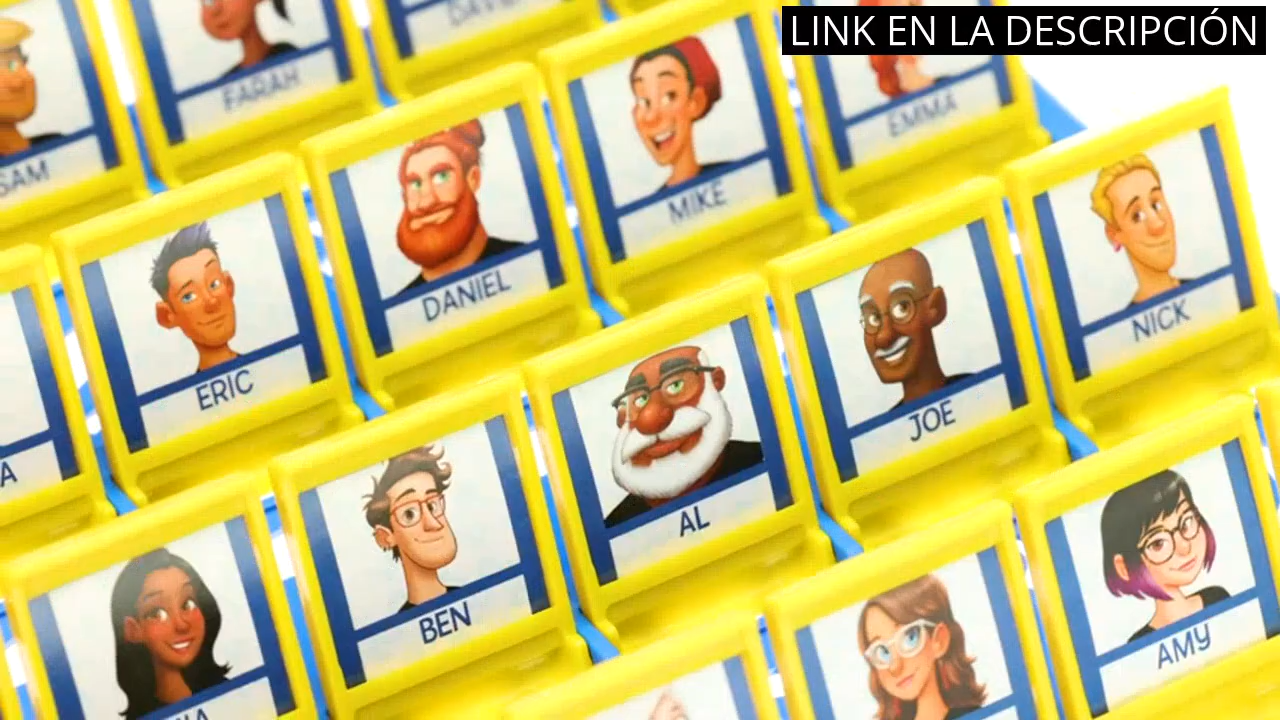 LINK EN LA DESCRIPCIÓN
FARAH
EMMA
SAM
MIKE
DANIEL
NICK
ERIC
JOE
AL
BEN
AMY